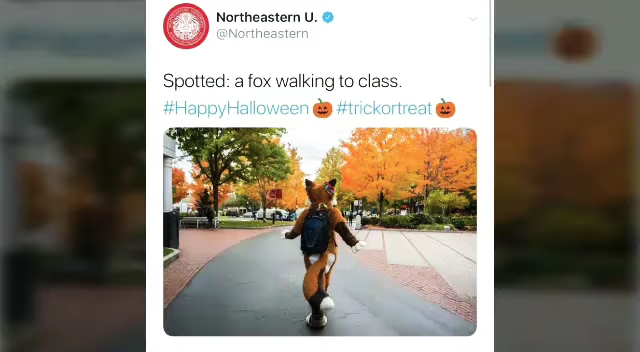 Northeastern U.
@Northeastern
Spotted: a fox walking to class.
#HappyHalloween🎃 #trickortreat🎃